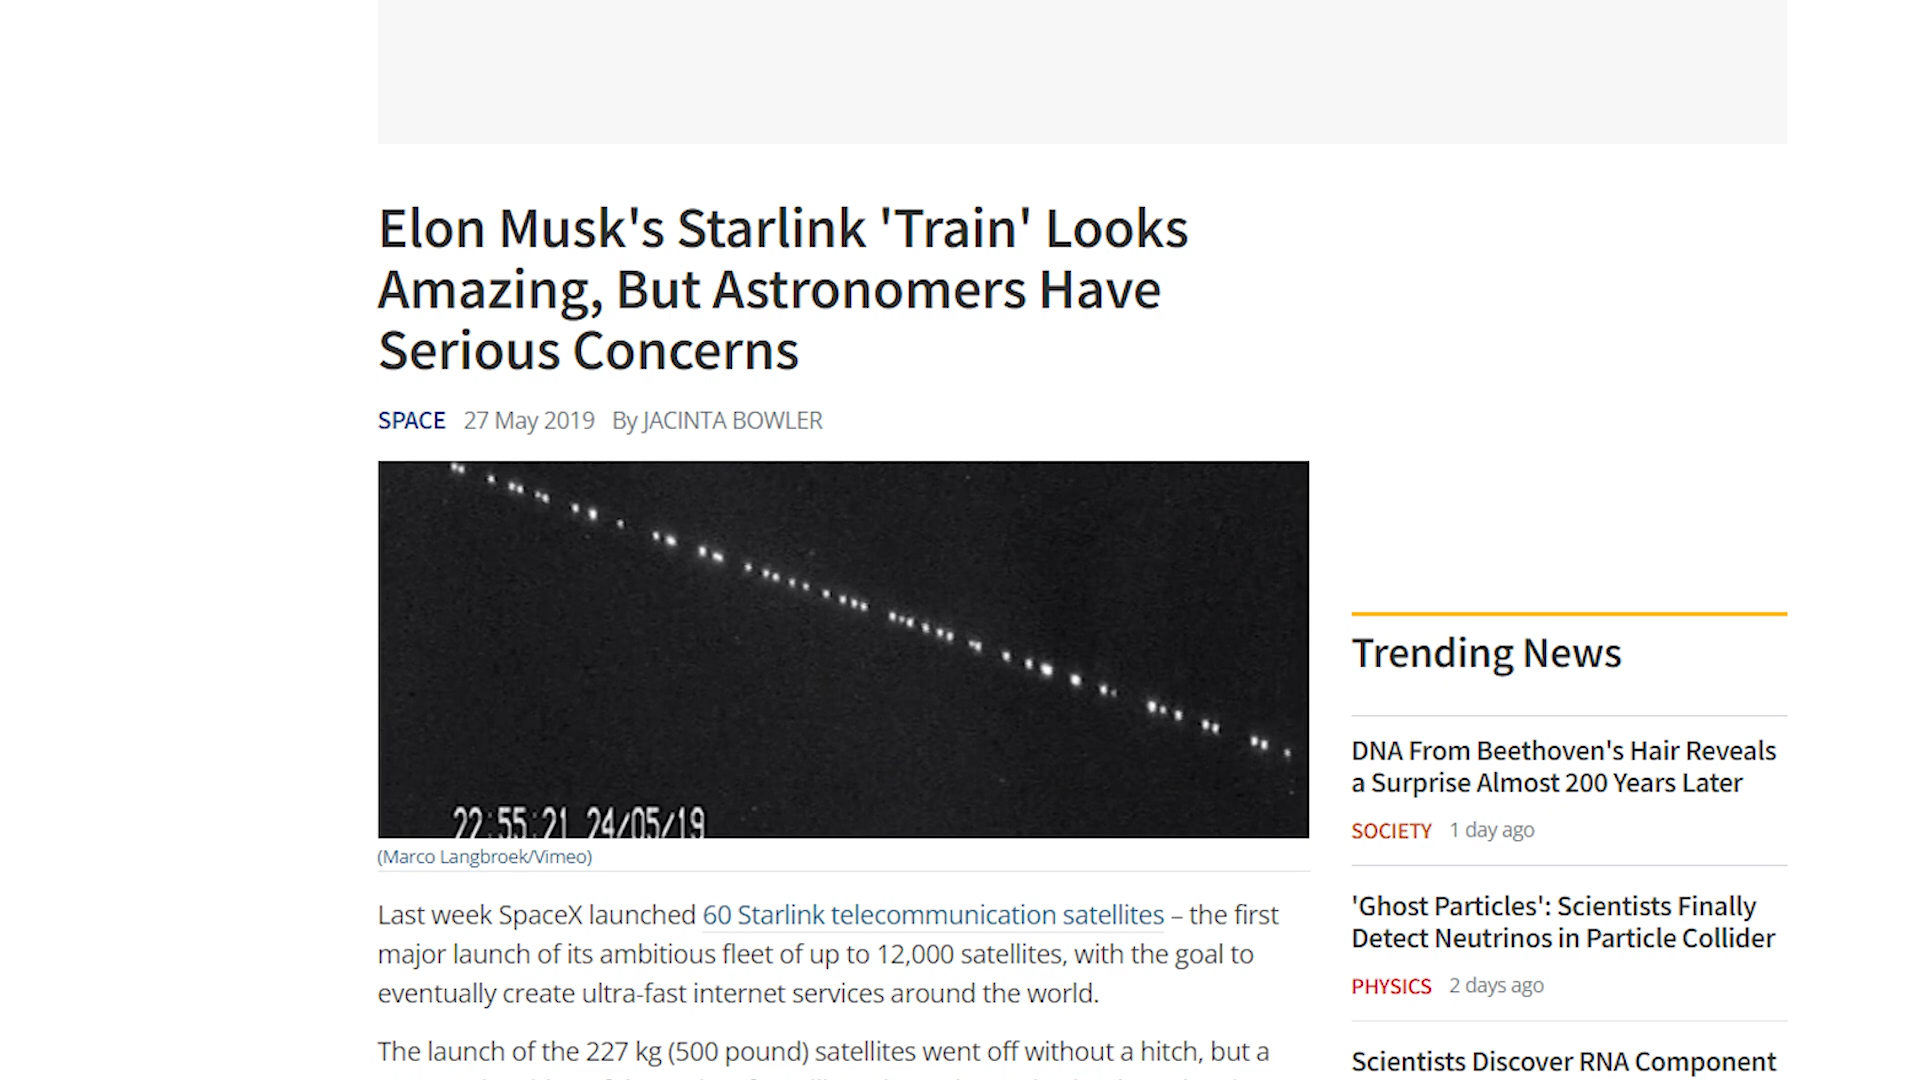 Elon Musk's Starlink 'Train' Looks
Amazing, But Astronomers Have
Serious Concerns
SPACE 27 May 2019 By JACINTA BOWLER
22:55:21 24/05/19
(Marco Langbroek/Vimeo)
Last week SpaceX launched 60 Starlink telecommunication satellites – the first
major launch of its ambitious fleet of up to 12,000 satellites, with the goal to
eventually create ultra-fast internet services around the world.
The launch of the 227 kg (500 pound) satellites went off without a hitch, but a
Trending News
DNA From Beethoven's Hair Reveals
a Surprise Almost 200 Years Later
SOCIETY 1 day ago
'Ghost Particles': Scientists Finally
Detect Neutrinos in Particle Collider
PHYSICS 2 days ago
Scientists Discover RNA Component